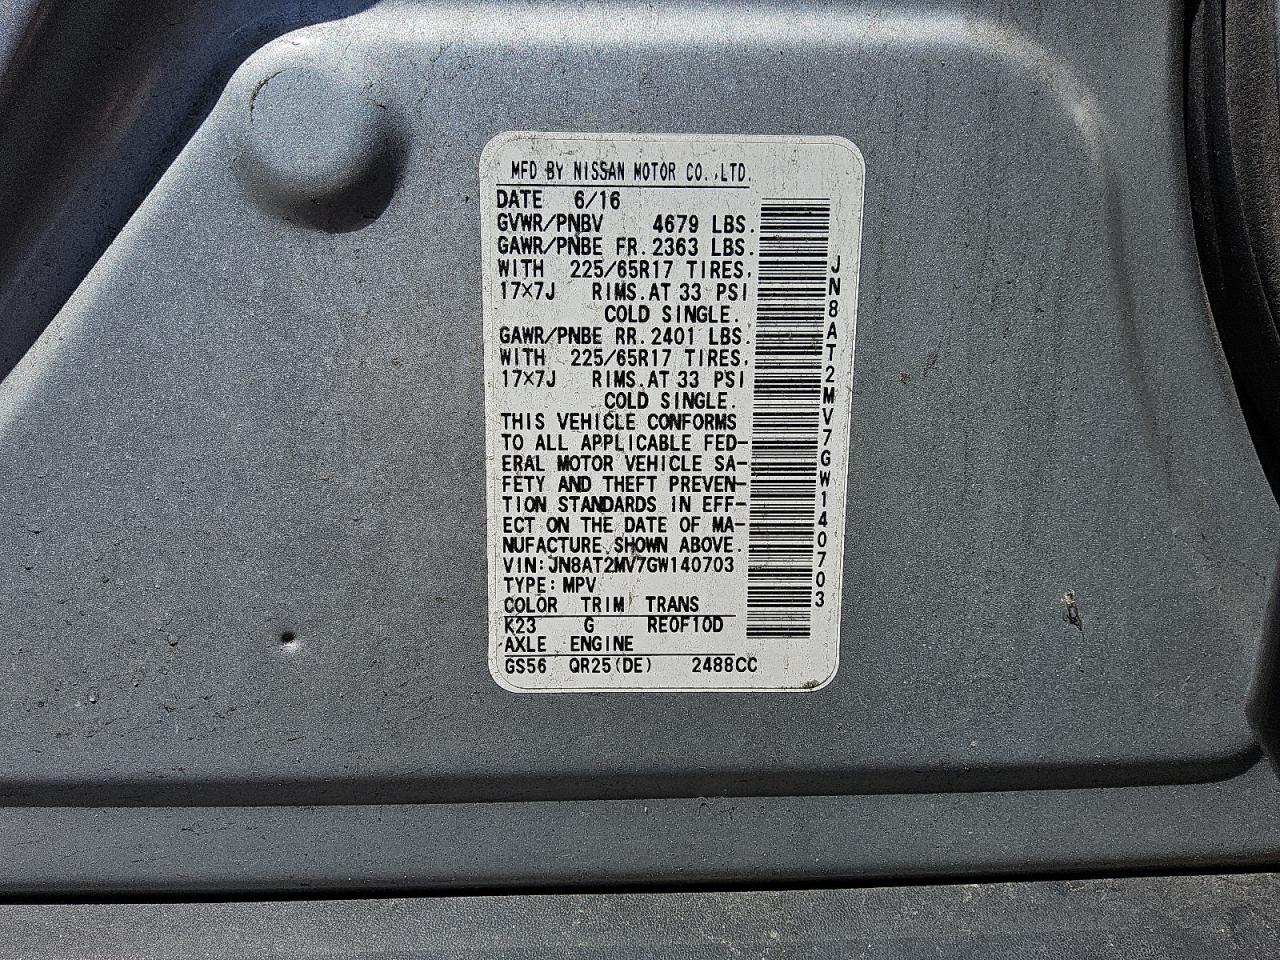 MFD BY NISSAN MOTOR CO.,LTD.
DATE 6/16
GVWR/PNBV 4679 LBS.
GAWR/PNBE FR. 2363 LBS.
WITH 225/65R17 TIRES,
17×7J RIMS.AT 33 PSI
COLD SINGLE.
GAWR/PNBE RR. 2401 LBS.
WITH 225/65R17 TIRES,
17×7J RIMS.AT 33 PSI
COLD SINGLE.
THIS VEHICLE CONFORMS
TO ALL APPLICABLE FED-
ERAL MOTOR VEHICLE SA-
FETY AND THEFT PREVEN-
TION STANDARDS IN EFF-
ECT ON THE DATE OF MA-
NUFACTURE SHOWN ABOVE.
VIN:JN8AT2MV7GW140703
TYPE:MPV
COLOR TRIM TRANS
K23 G RE0F10D
AXLE ENGINE
GS56 QR25(DE) 2488CC
JN8AT2MV7GW140703